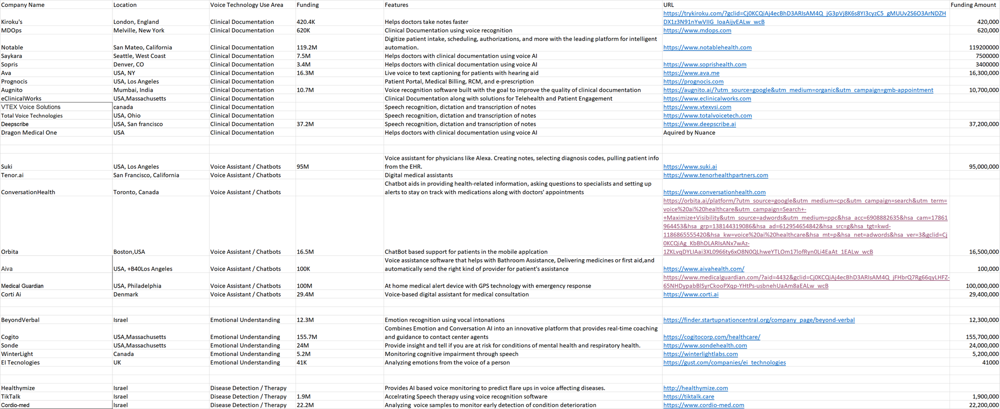 Company Name Location Voice Technology Use Area Funding Features URL Funding Amount
https://trykiroku.com/?gclid=Cj0KCQiAj4ecBhD3ARIsAM4Q_jG3pVj8K6s8YI3cyzC5_gMUUv2S6O3ArNDZH
Kiroku's London, England Clinical Documentation 420.4K Helps doctors take notes faster DX1z3N91nYwVIIG_IoaAijvEALw_wcB 420,000
MDOps Melville, New York Clinical Documentation 620K Clinical Documentation using voice recognition https://www.mdops.com 620,000
Digitize patient intake, scheduling, authorizations, and more with the leading platform for intelligent
Notable San Mateo, California Clinical Documentation 119.2M automation. https://www.notablehealth.com 119200000
Saykara Seattle, West Coast Clinical Documentation 7.5M Helps doctors with clinical documentation using voice AI 7500000
Sopris Denver, CO Clinical Documentation 3.4M Helps doctors with clinical documentation using voice AI https://www.soprishealth.com 3400000
Ava USA, NY Clinical Documentation 16.3M Live voice to text captioning for patients with hearing aid https://www.ava.me 16,300,000
Prognocis USA, Los Angeles Clinical Documentation Patient Portal, Medical Billing, RCM, and e-prescription https://prognocis.com
Augnito Mumbai, India Clinical Documentation 10.7M Voice recognition software built with the goal to improve the quality of clinical documentation https://augnito.ai/?utm_source=google&utm_medium=organic&utm_campaign=gmb-appointment 10,700,000
eClinicalWorks USA,Massachusetts Clinical Documentation Clinical Documentation along with solutions for Telehealth and Patient Engagement https://www.eclinicalworks.com
VTEX Voice Solutions canada Clinical Documentation Speech recognition, dictation and transcription of notes https://www.vtexvsi.com
Total Voice Technologies USA, Ohio Clinical Documentation Speech recognition, dictation and transcription of notes https://www.totalvoicetech.com
Deepscribe USA, San francisco Clinical Documentation 37.2M Speech recognition, dictation and transcription of notes https://www.deepscribe.ai 37,200,000
Dragon Medical One USA Clinical Documentation Helps doctors with clinical documentation using voice AI Aquired by Nuance
Voice assistant for physicians like Alexa. Creating notes, selecting diagnosis codes, pulling patient info
Suki USA, Los Angeles Voice Assistant / Chatbots 95M from the EHR. https://www.suki.ai 95,000,000
Tenor.ai San Francisco, California Voice Assistant / Chatbots Digital medical assistants https://www.tenorhealthpartners.com
Chatbot aids in providing health-related information, asking questions to specialists and setting up
ConversationHealth Toronto, Canada Voice Assistant / Chatbots alerts to stay on track with medications along with doctors' appointments https://www.conversationhealth.com
https://orbita.ai/platform/?utm_source=google&utm_medium=cpc&utm_campaign=search&utm_term=
voice%20ai%20healthcare&utm_campaign=Search+-
+Maximize+Visibility&utm_source=adwords&utm_medium=ppc&hsa_acc=6908882635&hsa_cam=17861
964453&hsa_grp=138144319086&hsa_ad=612954654842&hsa_src=g&hsa_tgt=kwd-
1186865555420&hsa_kw=voice%20ai%20healthcare&hsa_mt=p&hsa_net=adwords&hsa_ver=3&gclid=Cj
0KCQiAg_KbBhDLARIsANx7wAz-
Orbita Boston,USA Voice Assistant / Chatbots 16.5M ChatBot based support for patients in the mobile applcation 1ZKLvqDYLIAai3XL0966ty6xO8N0QLhweYTLOm17lofRyn0Li4EaAt_1EALw_wcB 16,500,000
Voice assistance software that helps with Bathroom Assistance, Delivering medicines or first aid,and
Aiva USA, +B40Los Angeles Voice Assistant / Chatbots 100K automatically send the right kind of provider for patient's assistance https://www.aivahealth.com/ 100,000
https://www.medicalguardian.com/?aid=4432&gclid=Cj0KCQiAj4ecBhD3ARIsAM4Q_jFHbrQ7Rg66qyLHFZ-
Medical Guardian USA, Philadelphia Voice Assistant / Chatbots 100M At home medical alert device with GPS technology with emergency response 65NHDypabBlSyrCkooPXqp-YHtPs-usbnehUaAm8aEALw_wcB 100,000,000
Corti Ai Denmark Voice Assistant / Chatbots 29.4M Voice-based digital assistant for medical consultation https://www.corti.ai 29,400,000
BeyondVerbal Israel Emotional Understanding 12.3M Emotion recognition using vocal intonations https://finder.startupnationcentral.org/company_page/beyond-verbal 12,300,000
Combines Emotion and Conversation AI into an innovative platform that provides real-time coaching
Cogito USA,Massachusetts Emotional Understanding 155.7M and guidance to contact center agents https://cogitocorp.com/healthcare/ 155,700,000
Sonde USA,Massachusetts Emotional Understanding 24M Provide insight and tell if you are at risk for conditions of mental health and respiratory health. https://www.sondehealth.com 24,000,000
WinterLight Canada Emotional Understanding 5.2M Monitoring cognitive impairment through speech https://winterlightlabs.com 5,200,000
EI Tecnologies UK Emotional Understanding 41K Analyzing emotions from the voice of a person https://gust.com/companies/ei_technologies 41000
Healthymize Israel Disease Detection / Therapy Provides AI based voice monitoring to predict flare ups in voice affecting diseases. http://healthymize.com
TikTalk Israel Disease Detection / Therapy 1.9M Accelrating Speech therapy using voice recognition software https://tiktalk.care 1,900,000
Cordio-med Israel Disease Detection / Therapy 22.2M Analyzing voice samples to monitor early detection of condition deterioration https://www.cordio-med.com 22,200,000